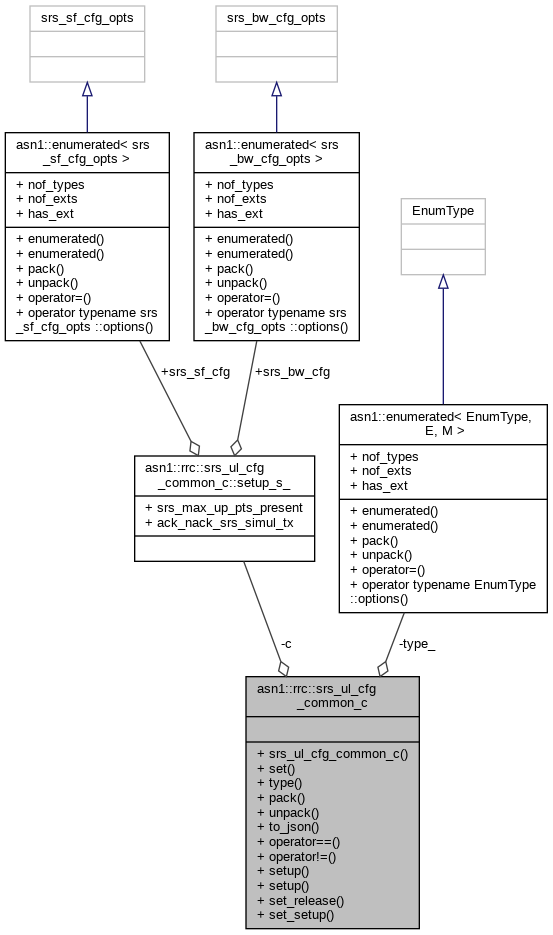 srs_sf_cfg_opts
srs_bw_cfg_opts
asn1::enumerated< srs
_sf_cfg_opts >
+ nof_types
+ nof_exts
+ has_ext
+ enumerated()
+ enumerated()
+ pack()
+ unpack()
+ operator=()
+ operator typename srs
_sf_cfg_opts ::options()
asn1::enumerated< srs
_bw_cfg_opts >
+ nof_types
+ nof_exts
+ has_ext
+ enumerated()
+ enumerated()
+ pack()
+ unpack()
+ operator=()
+ operator typename srs
_bw_cfg_opts ::options()
EnumType
+srs_sf_cfg
+srs_bw_cfg
asn1::enumerated< EnumType,
E, M >
+ nof_types
+ nof_exts
+ has_ext
+ enumerated()
+ enumerated()
+ pack()
+ unpack()
+ operator=()
+ operator typename EnumType
::options()
asn1::rrc::srs_ul_cfg
_common_c::setup_s_
+ srs_max_up_pts_present
+ ack_nack_srs_simul_tx
-c
-type_
asn1::rrc::srs_ul_cfg
_common_c
+ srs_ul_cfg_common_c()
+ set()
+ type()
+ pack()
+ unpack()
+ to_json()
+ operator==()
+ operator!=()
+ setup()
+ setup()
+ set_release()
+ set_setup()